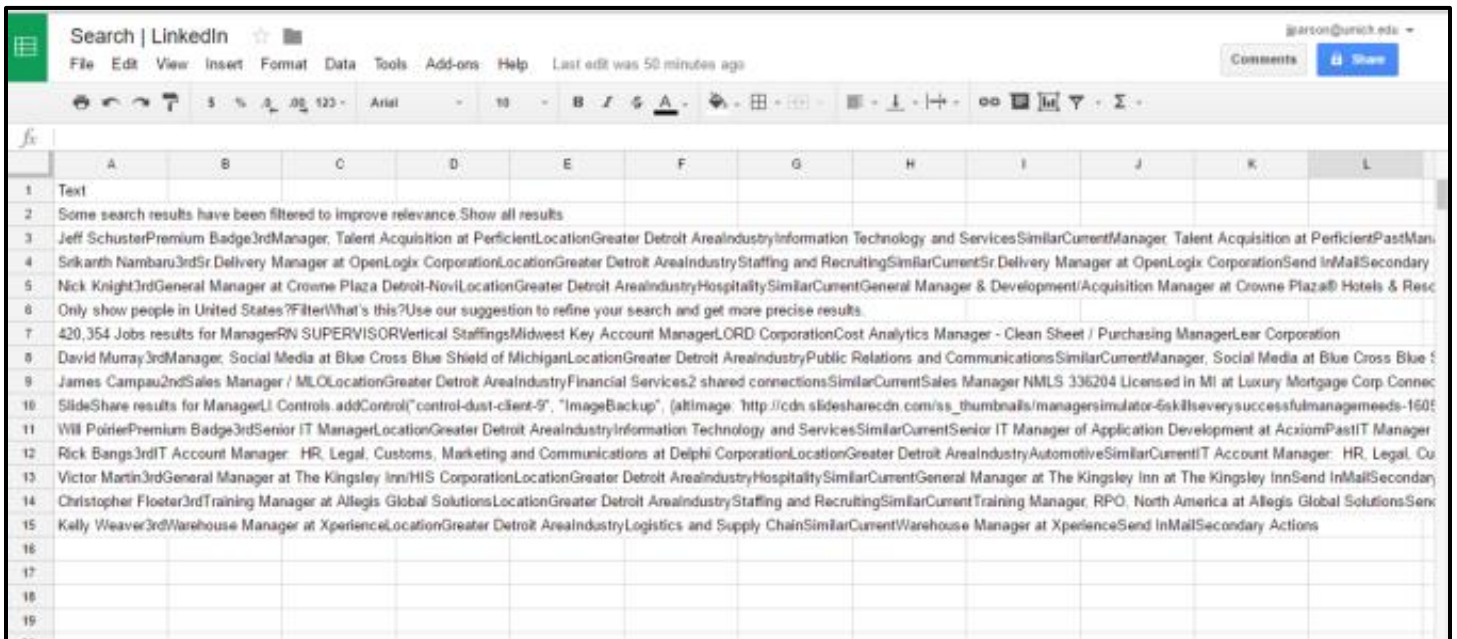 Search | LinkedIn
File Edit View Insert Format Data Tools Add-ons Help Last edit was 50 minutes ago
Comments Share
$ % .0 .00 123 Arial 10 B I S A Σ
fx
A B C D E F G H I J K L
1 Text
2 Some search results have been filtered to improve relevance.Show all results
3 Jeff SchusterPremium Badge3rdManager, Talent Acquisition at PerficientLocationGreater Detroit AreaIndustryInformation Technology and ServicesSimilarCurrentManager, Talent Acquisition at PerficientPastMan
4 Srikanth Nambaru3rdSr.Delivery Manager at OpenLogix CorporationLocationGreater Detroit AreaIndustryStaffing and RecruitingSimilarCurrentSr.Delivery Manager at OpenLogix CorporationSend InMailSecondary
5 Nick Knight3rdGeneral Manager at Crowne Plaza Detroit-NoviLocationGreater Detroit AreaIndustryHospitalitySimilarCurrentGeneral Manager & Development/Acquisition Manager at Crowne Plaza® Hotels & Reso
6 Only show people in United States?FilterWhat's this?Use our suggestion to refine your search and get more precise results.
7 420,354 Jobs results for ManagerRN SUPERVISORVertical StaffingsMidwest Key Account ManagerLORD CorporationCost Analytics Manager - Clean Sheet / Purchasing ManagerLear Corporation
8 David Murray3rdManager, Social Media at Blue Cross Blue Shield of MichiganLocationGreater Detroit AreaIndustryPublic Relations and CommunicationsSimilarCurrentManager, Social Media at Blue Cross Blue S
9 James Campau2ndSales Manager / MLOLocationGreater Detroit AreaIndustryFinancial Services2 shared connectionsSimilarCurrentSales Manager NMLS 336204 Licensed in MI at Luxury Mortgage Corp Connec
10 SlideShare results for ManagerLI.Controls.addControl("control-dust-client-9", "ImageBackup", {altImage: 'http://cdn.slidesharecdn.com/ss_thumbnails/managersimulator-6skillseverysuccessfulmanagerneeds-1605
11 Will PoirierPremium Badge3rdSenior IT ManagerLocationGreater Detroit AreaIndustryInformation Technology and ServicesSimilarCurrentSenior IT Manager of Application Development at AcxiomPastIT Manager
12 Rick Bangs3rdIT Account Manager: HR, Legal, Customs, Marketing and Communications at Delphi CorporationLocationGreater Detroit AreaIndustryAutomotiveSimilarCurrentIT Account Manager: HR, Legal, Cu
13 Victor Martin3rdGeneral Manager at The Kingsley Inn/HIS CorporationLocationGreater Detroit AreaIndustryHospitalitySimilarCurrentGeneral Manager at The Kingsley Inn at The Kingsley InnSend InMailSecondary
14 Christopher Floeter3rdTraining Manager at Allegis Global SolutionsLocationGreater Detroit AreaIndustryStaffing and RecruitingSimilarCurrentTraining Manager, RPO, North America at Allegis Global SolutionsSend
15 Kelly Weaver3rdWarehouse Manager at XperienceLocationGreater Detroit AreaIndustryLogistics and Supply ChainSimilarCurrentWarehouse Manager at XperienceSend InMailSecondary Actions
16
17
18
19